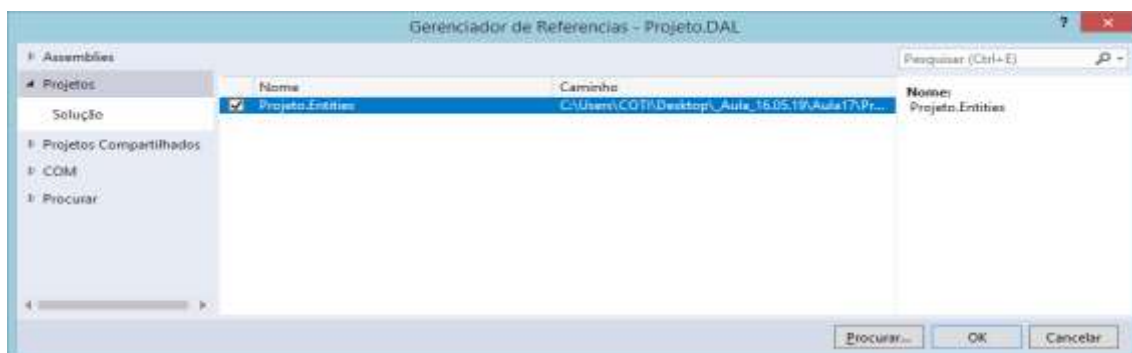 Gerenciador de Referencias - Projeto.DAL
?
Assemblies
Pesquisar (Ctrl+E)
Projetos
Nome
Caminho
Nome:
Projeto.Entities
Projeto.Entities
C:\Users\COTI\Desktop\_Aula_16.05.19\Aula17\Pr...
Solução
Projetos Compartilhados
COM
Procurar
Procurar...
OK
Cancelar